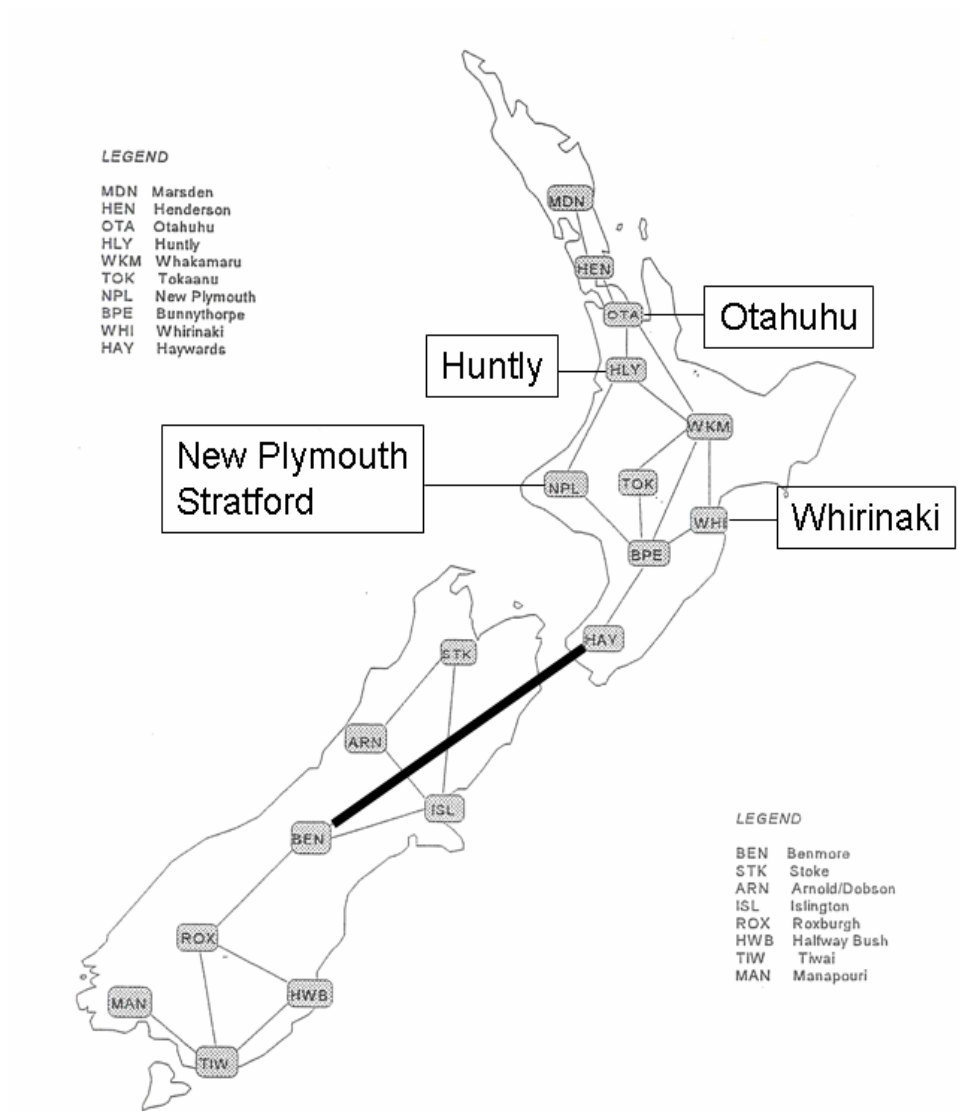 LEGEND
MDN Marsden
HEN Henderson
OTA Otahuhu
HLY Huntly
WKM Whakamaru
TOK Tokaanu
NPL New Plymouth
BPE Bunnythorpe
WHI Whirinaki
HAY Haywards
MDN
HEN
OTA
Otahuhu
Huntly
HLY
WKM
New Plymouth
Stratford
NPL
TOK
WHI
Whirinaki
BPE
HAY
STK
ARN
ISL
BEN
ROX
HWB
MAN
TIW
LEGEND
BEN Benmore
STK Stoke
ARN Arnold/Dobson
ISL Islington
ROX Roxburgh
HWB Halfway Bush
TIW Tiwai
MAN Manapouri